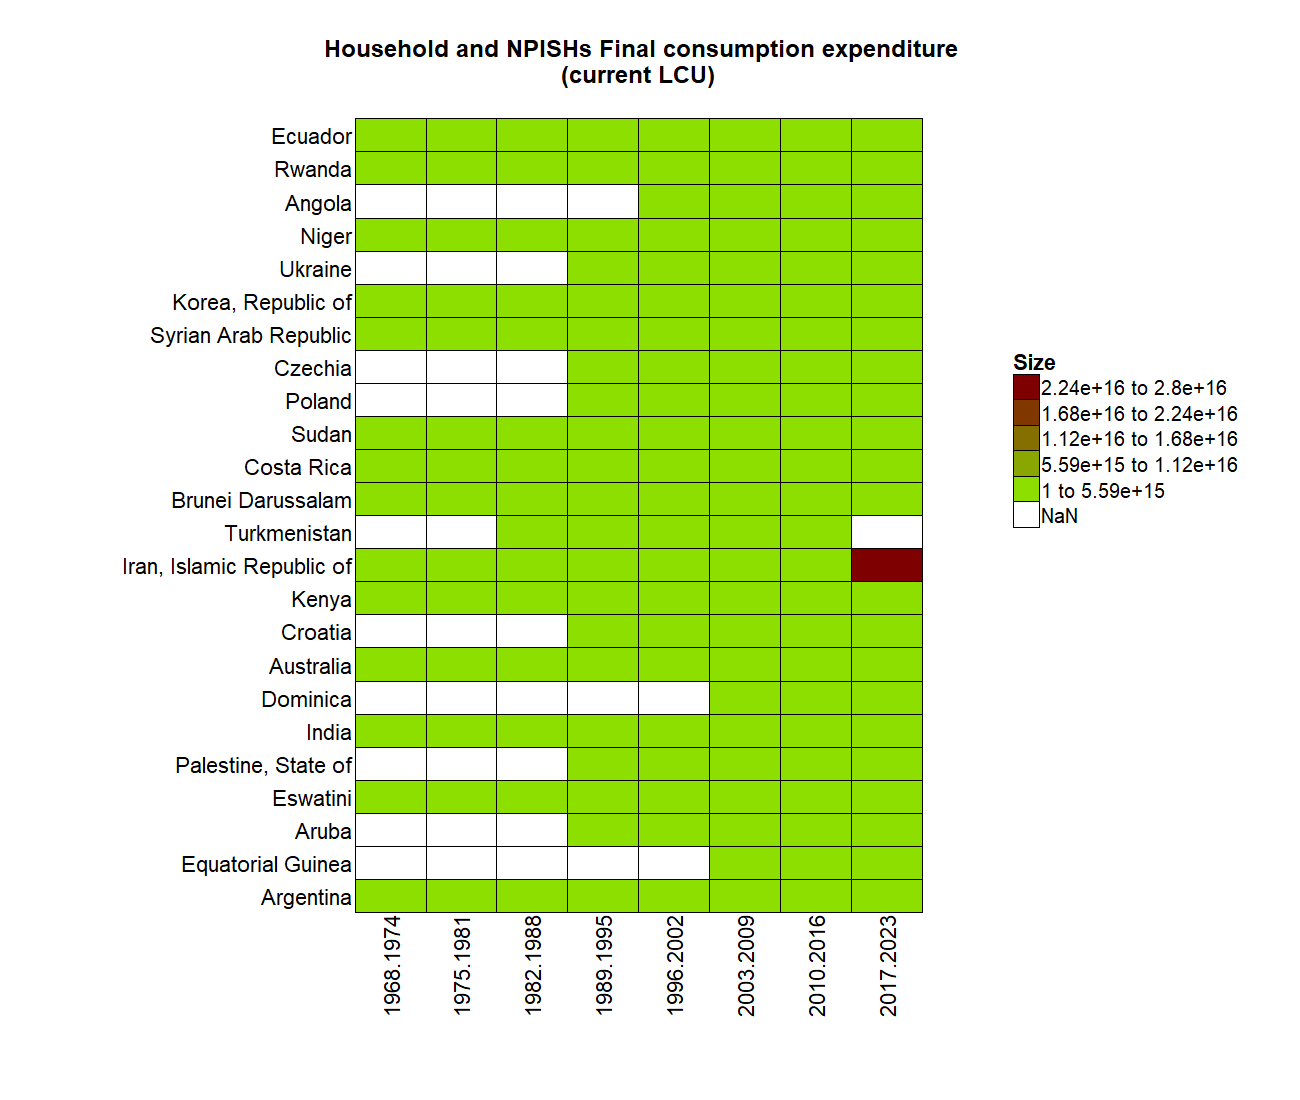 Household and NPISHs Final consumption expenditure
(current LCU)
Ecuador
Rwanda
Angola
Niger
Ukraine
Korea, Republic of
Syrian Arab Republic
Czechia
Poland
Sudan
Costa Rica
Brunei Darussalam
Turkmenistan
Iran, Islamic Republic of
Kenya
Croatia
Australia
Dominica
India
Palestine, State of
Eswatini
Aruba
Equatorial Guinea
Argentina
1968.1974
1975.1981
1982.1988
1989.1995
1996.2002
2003.2009
2010.2016
2017.2023
Size
2.24e+16 to 2.8e+16
1.68e+16 to 2.24e+16
1.12e+16 to 1.68e+16
5.59e+15 to 1.12e+16
1 to 5.59e+15
NaN